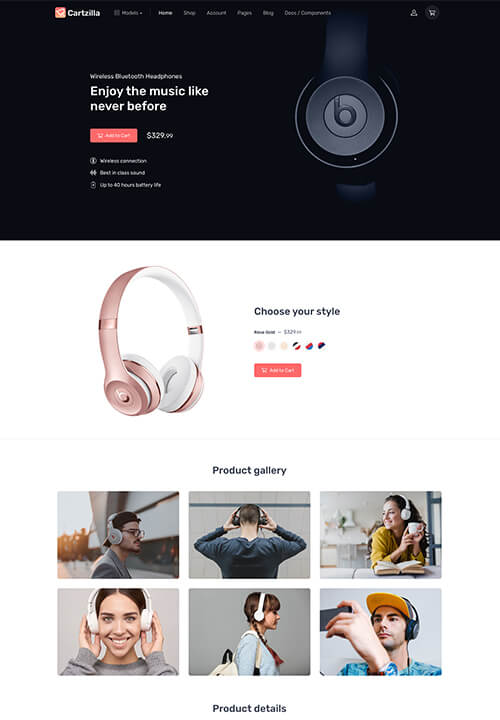 Cartzilla
Models
Home
Shop
Account
Pages
Blog
Docs / Components
Wireless Bluetooth Headphones
Enjoy the music like
never before
Add to Cart
$329.99
Wireless connection
Best in class sound
Up to 40 hours battery life
Choose your style
Rose Gold — $329.99
Add to Cart
Product gallery
Product details